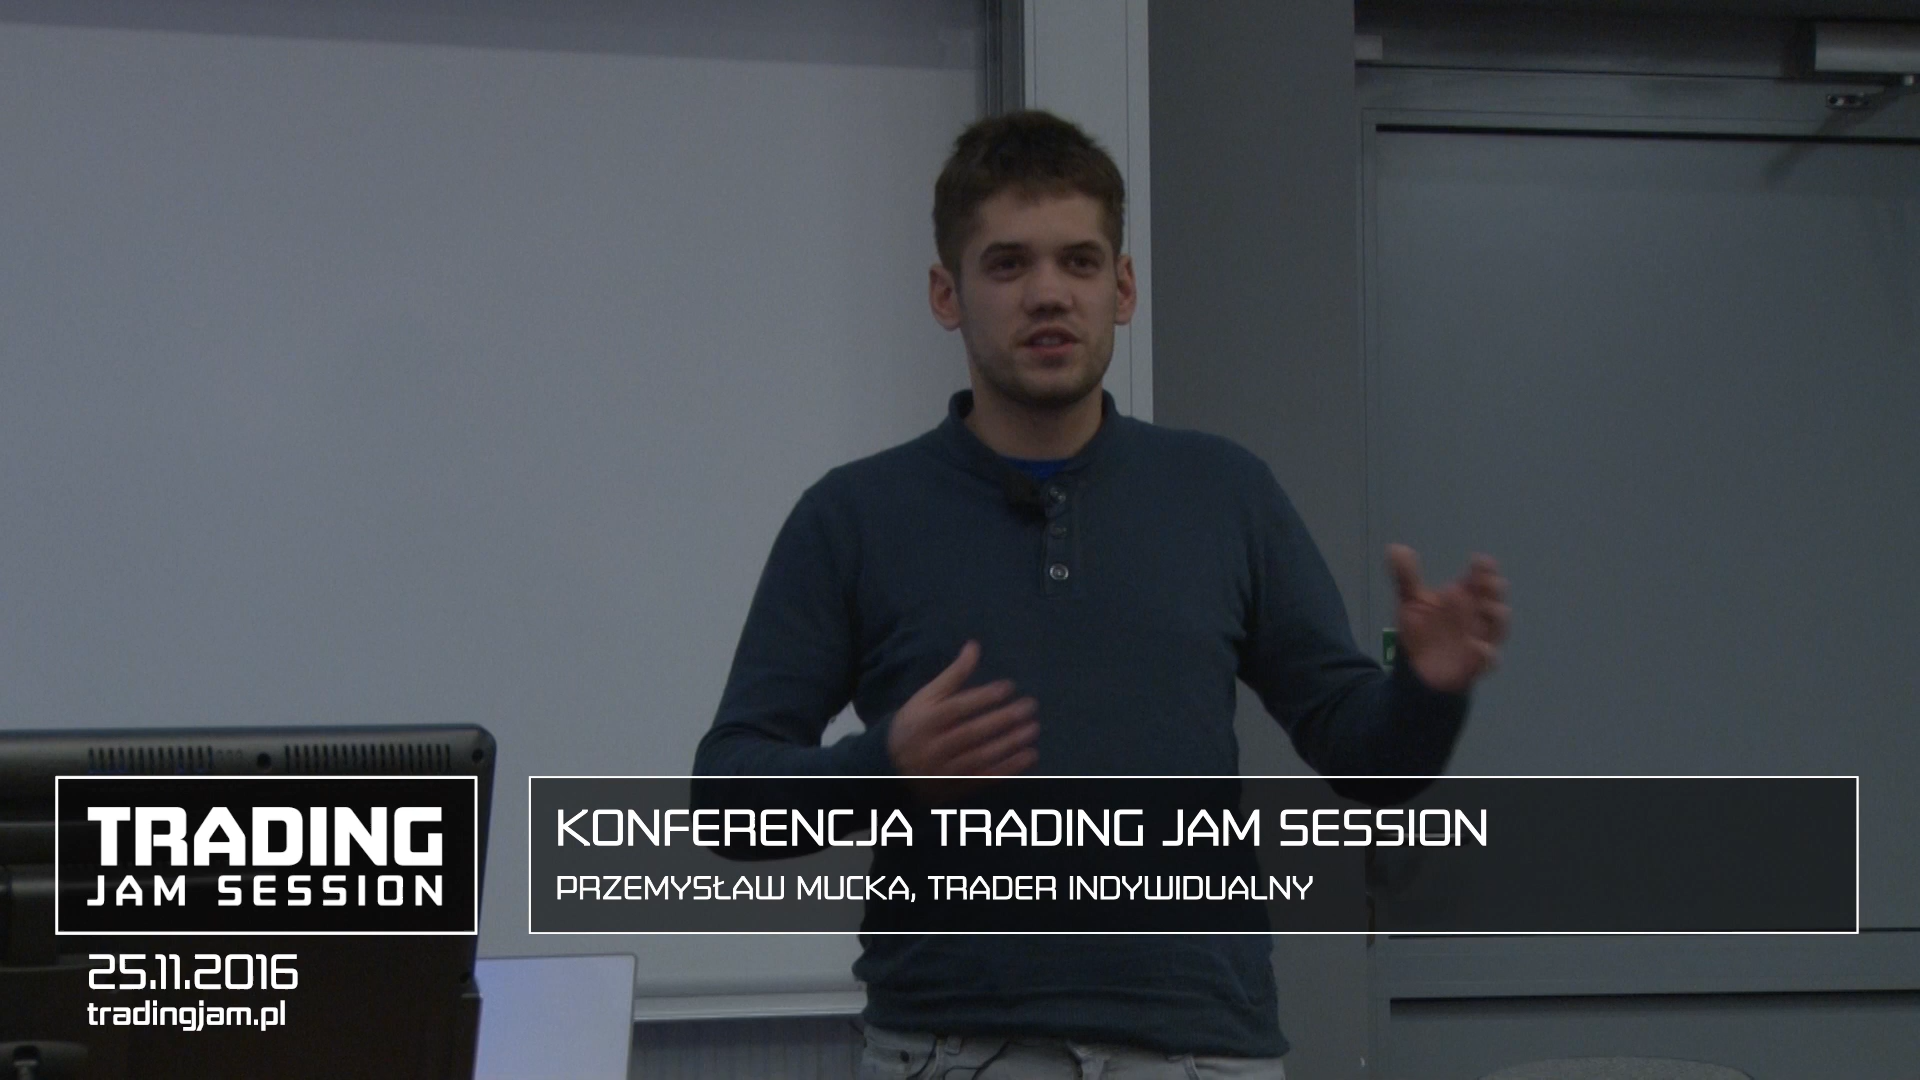 TRADING
JAM SESSION
KONFERENCJA TRADING JAM SESSION
PRZEMYSŁAW MUCKA, TRADER INDYWIDUALNY
25.11.2016
tradingjam.pl